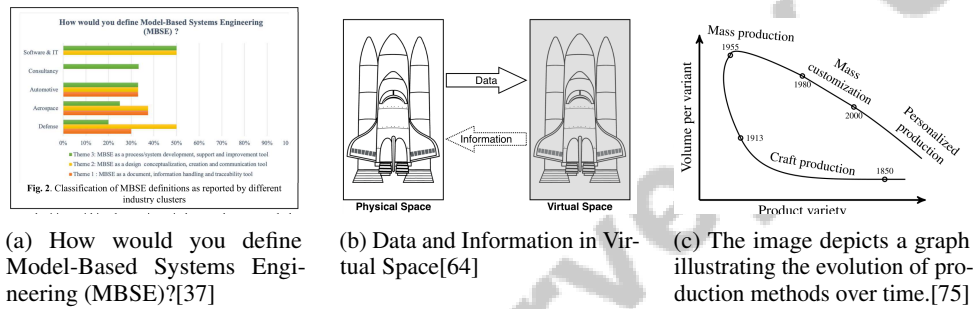 How would you define Model-Based Systems Engineering
(MBSE) ?
Software & IT
Consultancy
Automotive
Aerospace
Defense
0% 10% 20% 30% 40% 50% 60% 70% 80% 90% 10
Theme 3: MBSE as a process/system development, support and improvement tool
Theme 2: MBSE as a design conceptualization, creation and communication tool
Theme 1 : MBSE as a document, information handling and traceability tool
Fig. 2. Classification of MBSE definitions as reported by different
industry clusters
(a) How would you define
Model-Based Systems Engi-
neering (MBSE)?[37]
Data
Information
Physical Space
Virtual Space
(b) Data and Information in Vir-
tual Space[64]
Mass production
1955
Mass
customization
1980
2000
Personalized
production
1913
Craft production
1850
Volume per variant
Product variety
(c) The image depicts a graph
illustrating the evolution of pro-
duction methods over time.[75]